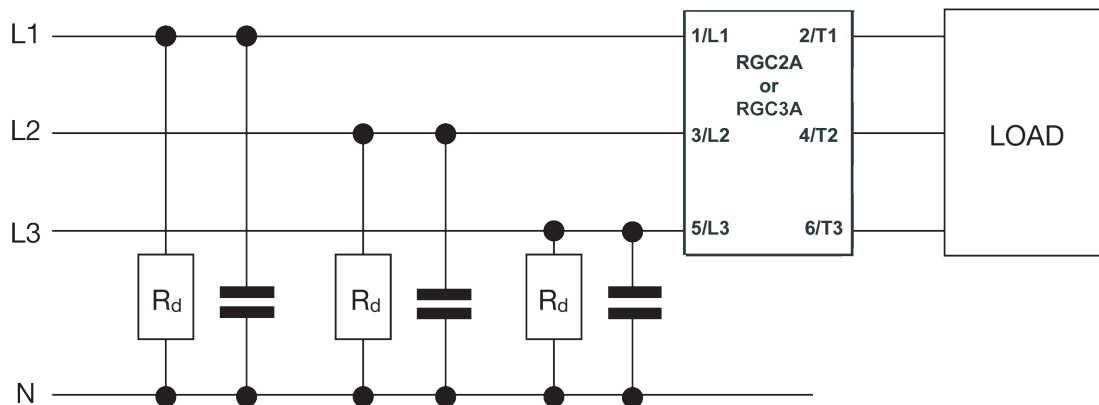 L1
1/L1 2/T1
RGC2A
or
RGC3A
L2
3/L2 4/T2
LOAD
L3
5/L3 6/T3
Rd Rd Rd
N